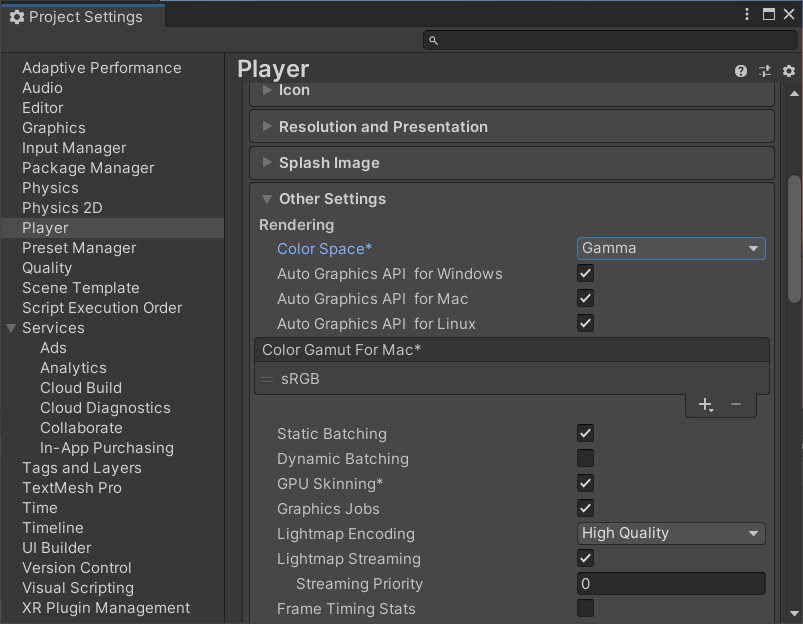 Project Settings
Adaptive Performance
Audio
Editor
Graphics
Input Manager
Package Manager
Physics
Physics 2D
Player
Preset Manager
Quality
Scene Template
Script Execution Order
Services
Ads
Analytics
Cloud Build
Cloud Diagnostics
Collaborate
In-App Purchasing
Tags and Layers
TextMesh Pro
Time
Timeline
UI Builder
Version Control
Visual Scripting
XR Plugin Management
Player
Icon
Resolution and Presentation
Splash Image
Other Settings
Rendering
Color Space* Gamma
Auto Graphics API for Windows
Auto Graphics API for Mac
Auto Graphics API for Linux
Color Gamut For Mac*
sRGB
Static Batching
Dynamic Batching
GPU Skinning*
Graphics Jobs
Lightmap Encoding High Quality
Lightmap Streaming
Streaming Priority 0
Frame Timing Stats